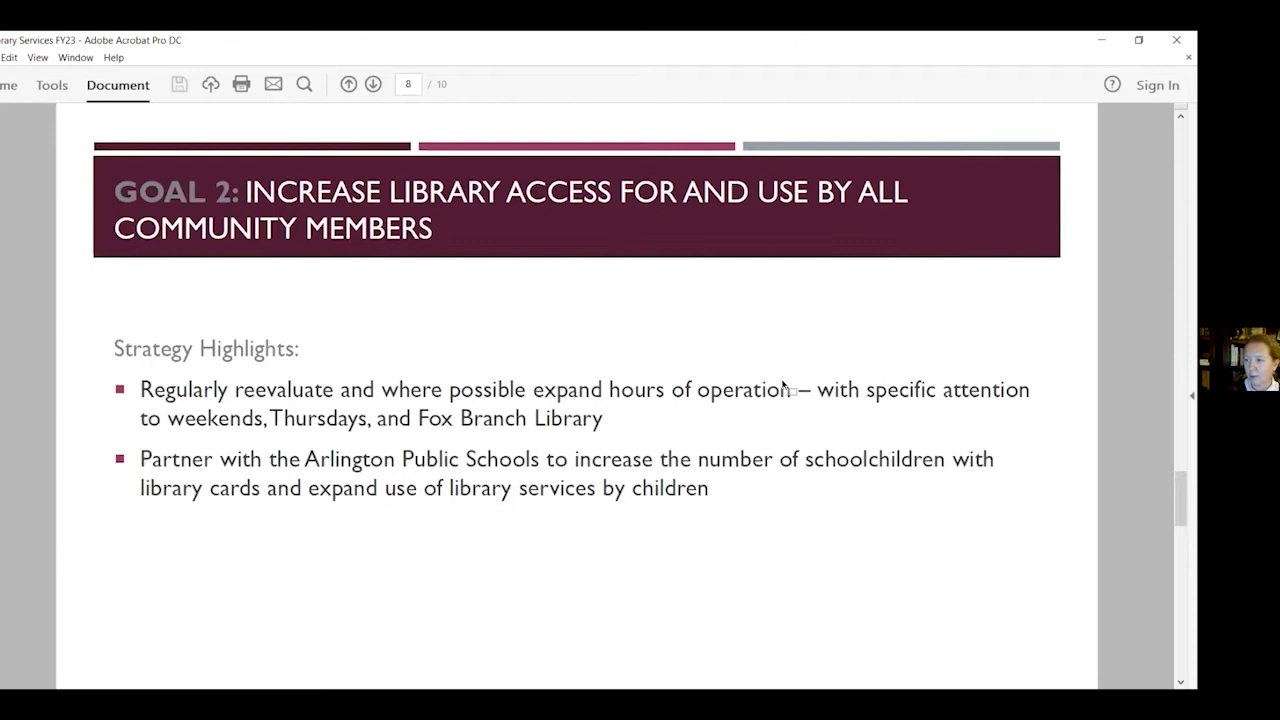 rary Services FY23 - Adobe Acrobat Pro DC
Edit View Window Help
me Tools Document 8 / 10 Sign In
GOAL 2: INCREASE LIBRARY ACCESS FOR AND USE BY ALL
COMMUNITY MEMBERS
Strategy Highlights:
Regularly reevaluate and where possible expand hours of operation – with specific attention
to weekends, Thursdays, and Fox Branch Library
Partner with the Arlington Public Schools to increase the number of schoolchildren with
library cards and expand use of library services by children